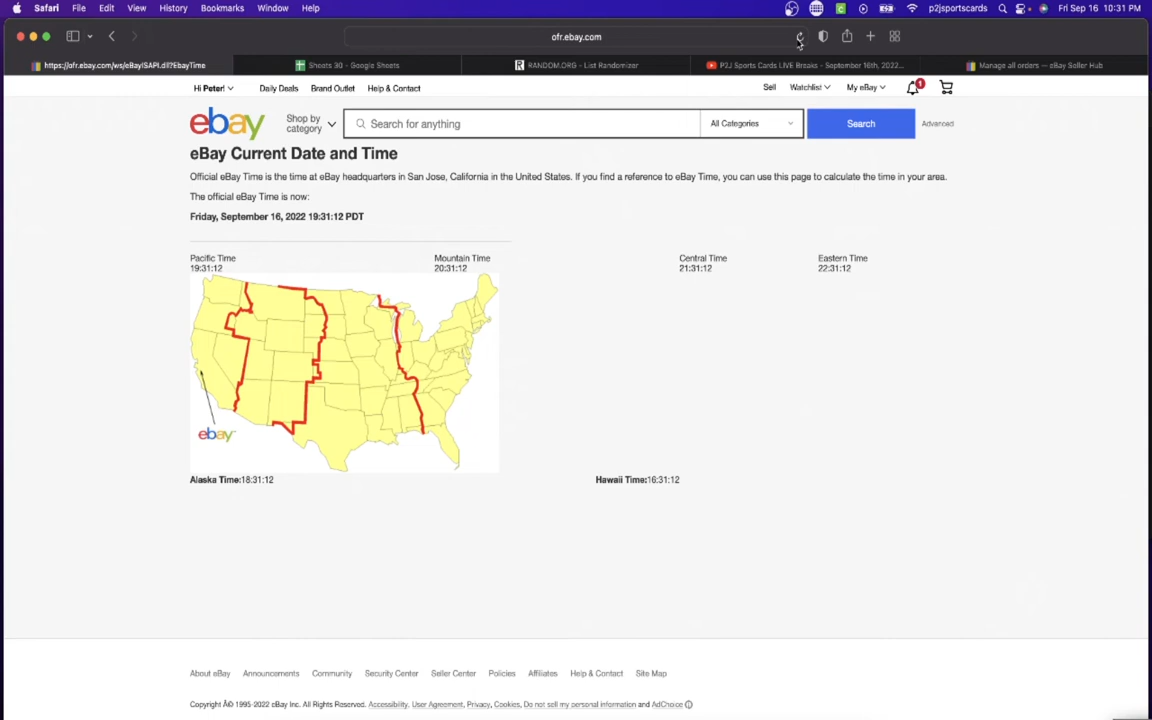 Safari File Edit View History Bookmarks Window Help p2jsportscards Fri Sep 16 10:31 PM
ofr.ebay.com
https://ofr.ebay.com/ws/eBayISAPI.dll?EbayTime Sheets 30 - Google Sheets RANDOM.ORG - List Randomizer P2J Sports Cards LIVE Breaks - September 16th, 2022... Manage all orders — eBay Seller Hub
Hi Peter! Daily Deals Brand Outlet Help & Contact Sell Watchlist My eBay 1
ebay Shop by category Search for anything All Categories Search Advanced
eBay Current Date and Time
Official eBay Time is the time at eBay headquarters in San Jose, California in the United States. If you find a reference to eBay Time, you can use this page to calculate the time in your area.
The official eBay Time is now:
Friday, September 16, 2022 19:31:12 PDT
Pacific Time Mountain Time Central Time Eastern Time
19:31:12 20:31:12 21:31:12 22:31:12
ebay
Alaska Time:18:31:12 Hawaii Time:16:31:12
About eBay Announcements Community Security Center Seller Center Policies Affiliates Help & Contact Site Map
Copyright Â© 1995-2022 eBay Inc. All Rights Reserved. Accessibility, User Agreement, Privacy, Cookies, Do not sell my personal information and AdChoice